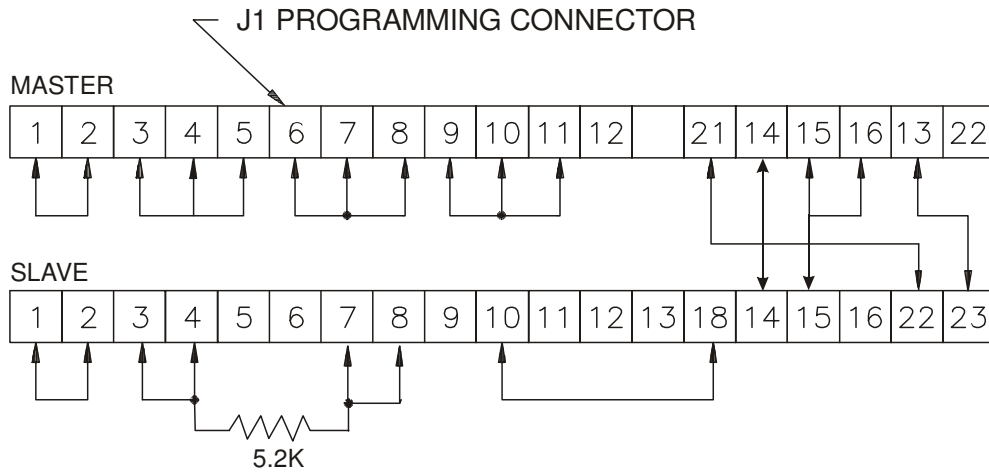 J1 PROGRAMMING CONNECTOR
MASTER
1 2 3 4 5 6 7 8 9 10 11 12 21 14 15 16 13 22
SLAVE
1 2 3 4 5 6 7 8 9 10 11 12 13 18 14 15 16 22 23
5.2K